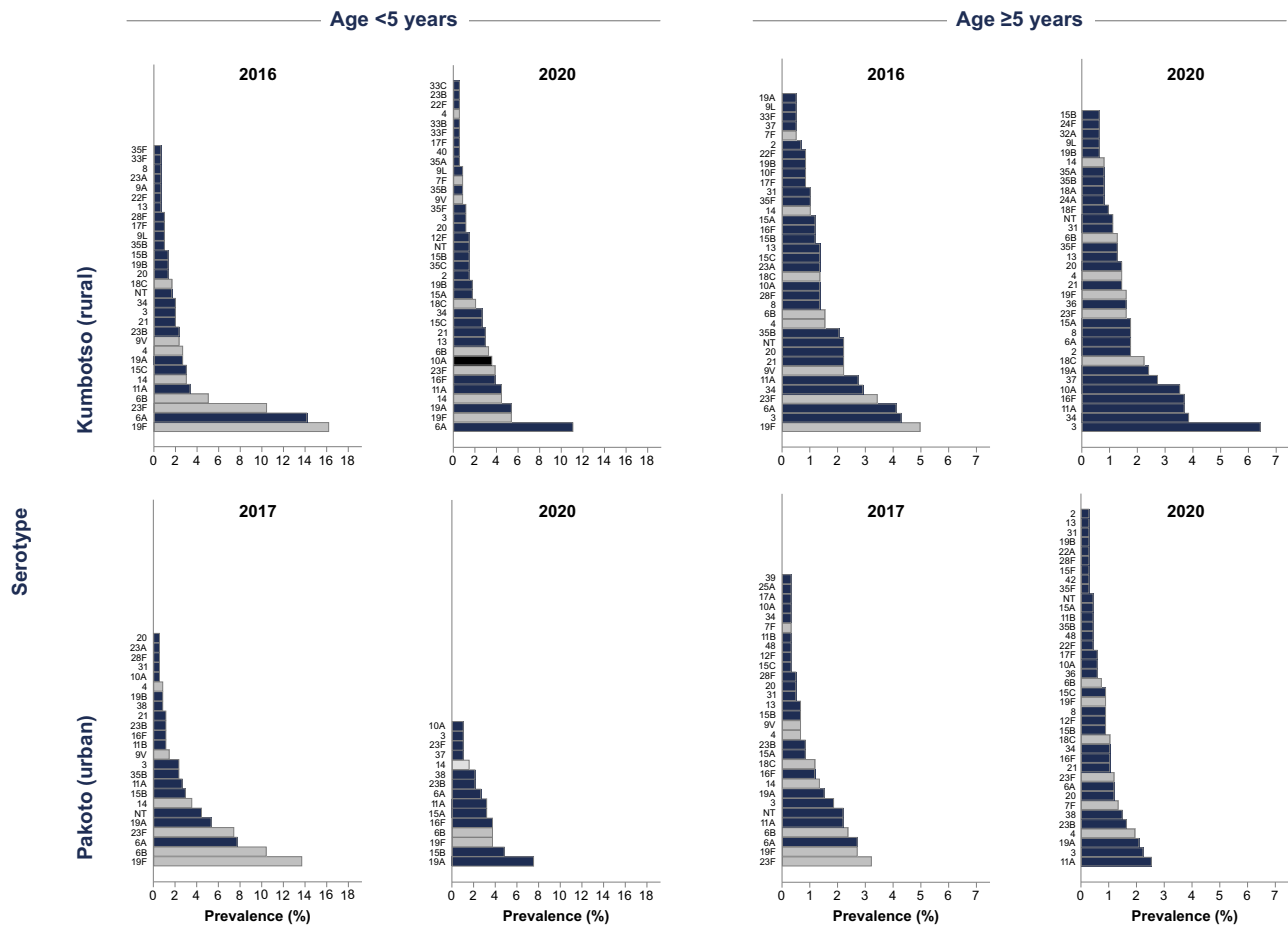 Age <5 years
Age ≥5 years
Kumbotso (rural)
Pakoto (urban)
Serotype
2016
35F
33F
8
23A
9A
22F
13
28F
17F
9L
35B
15B
19B
20
18C
NT
34
3
21
23B
9V
4
19A
15C
14
11A
6B
23F
6A
19F
0 2 4 6 8 10 12 14 16 18
2020
33C
23B
22F
4
33B
33F
17F
40
35A
9L
7F
35B
9V
35F
3
20
12F
NT
15B
35C
2
19B
15A
18C
34
15C
21
13
6B
10A
23F
16F
11A
14
19A
19F
6A
0 2 4 6 8 10 12 14 16 18
2016
19A
9L
33F
37
7F
2
22F
19B
10F
17F
31
35F
14
15A
16F
15B
13
15C
23A
18C
10A
28F
8
6B
4
35B
NT
20
21
9V
11A
34
23F
6A
3
19F
0 1 2 3 4 5 6 7
2020
15B
24F
32A
9L
19B
14
35A
35B
18A
24A
18F
NT
31
6B
35F
13
20
4
21
19F
36
23F
15A
8
6A
2
18C
19A
37
10A
16F
11A
34
3
0 1 2 3 4 5 6 7
2017
20
23A
28F
31
10A
4
19B
38
21
23B
16F
11B
9V
3
35B
11A
15B
14
NT
19A
23F
6A
6B
19F
0 2 4 6 8 10 12 14 16 18
Prevalence (%)
2020
10A
3
23F
37
14
38
23B
6A
11A
15A
16F
6B
19F
15B
19A
0 2 4 6 8 10 12 14 16 18
Prevalence (%)
2017
39
25A
17A
10A
34
7F
11B
48
12F
15C
28F
20
31
13
15B
9V
4
23B
15A
18C
16F
14
19A
3
NT
11A
6B
6A
19F
23F
0 1 2 3 4 5 6 7
Prevalence (%)
2020
2
13
31
19B
22A
28F
15F
42
35F
NT
15A
11B
35B
48
22F
17F
10A
36
6B
15C
19F
8
12F
15B
18C
34
16F
21
23F
6A
20
7F
38
23B
4
19A
3
11A
0 1 2 3 4 5 6 7
Prevalence (%)